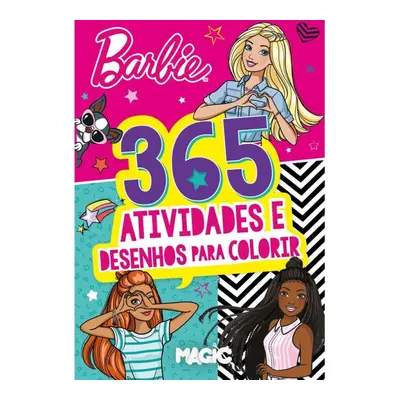 Barbie
365
ATIVIDADES E
DESENHOS PARA COLORIR
MAGIC